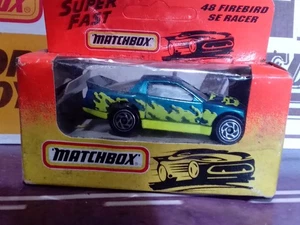 SUPER
FAST
MATCHBOX
48 FIREBIRD
SE RACER
MATCHBOX